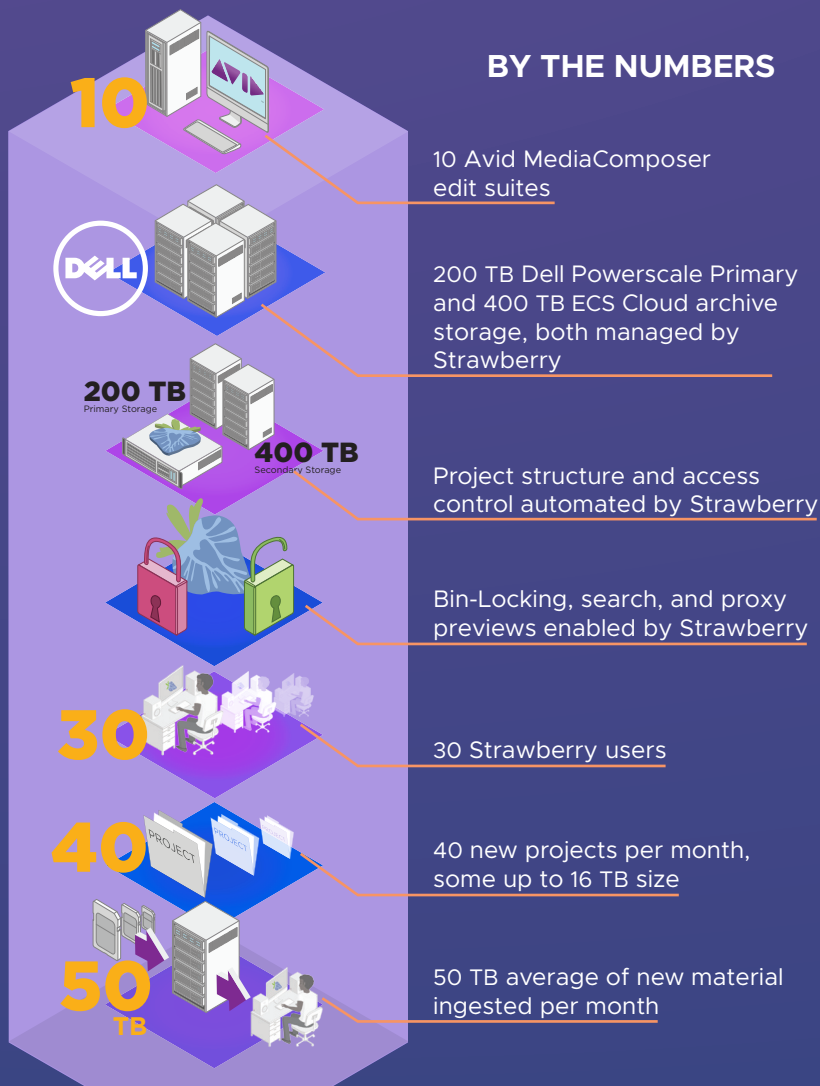 BY THE NUMBERS
10
AVID
10 Avid MediaComposer
edit suites
DELL
200 TB Dell Powerscale Primary
and 400 TB ECS Cloud archive
storage, both managed by
Strawberry
200 TB
Primary Storage
400 TB
Secondary Storage
Project structure and access
control automated by Strawberry
Bin-Locking, search, and proxy
previews enabled by Strawberry
30
30 Strawberry users
40
PROJECT
PROJECT
PROJECT
40 new projects per month,
some up to 16 TB size
50
TB
50 TB average of new material
ingested per month